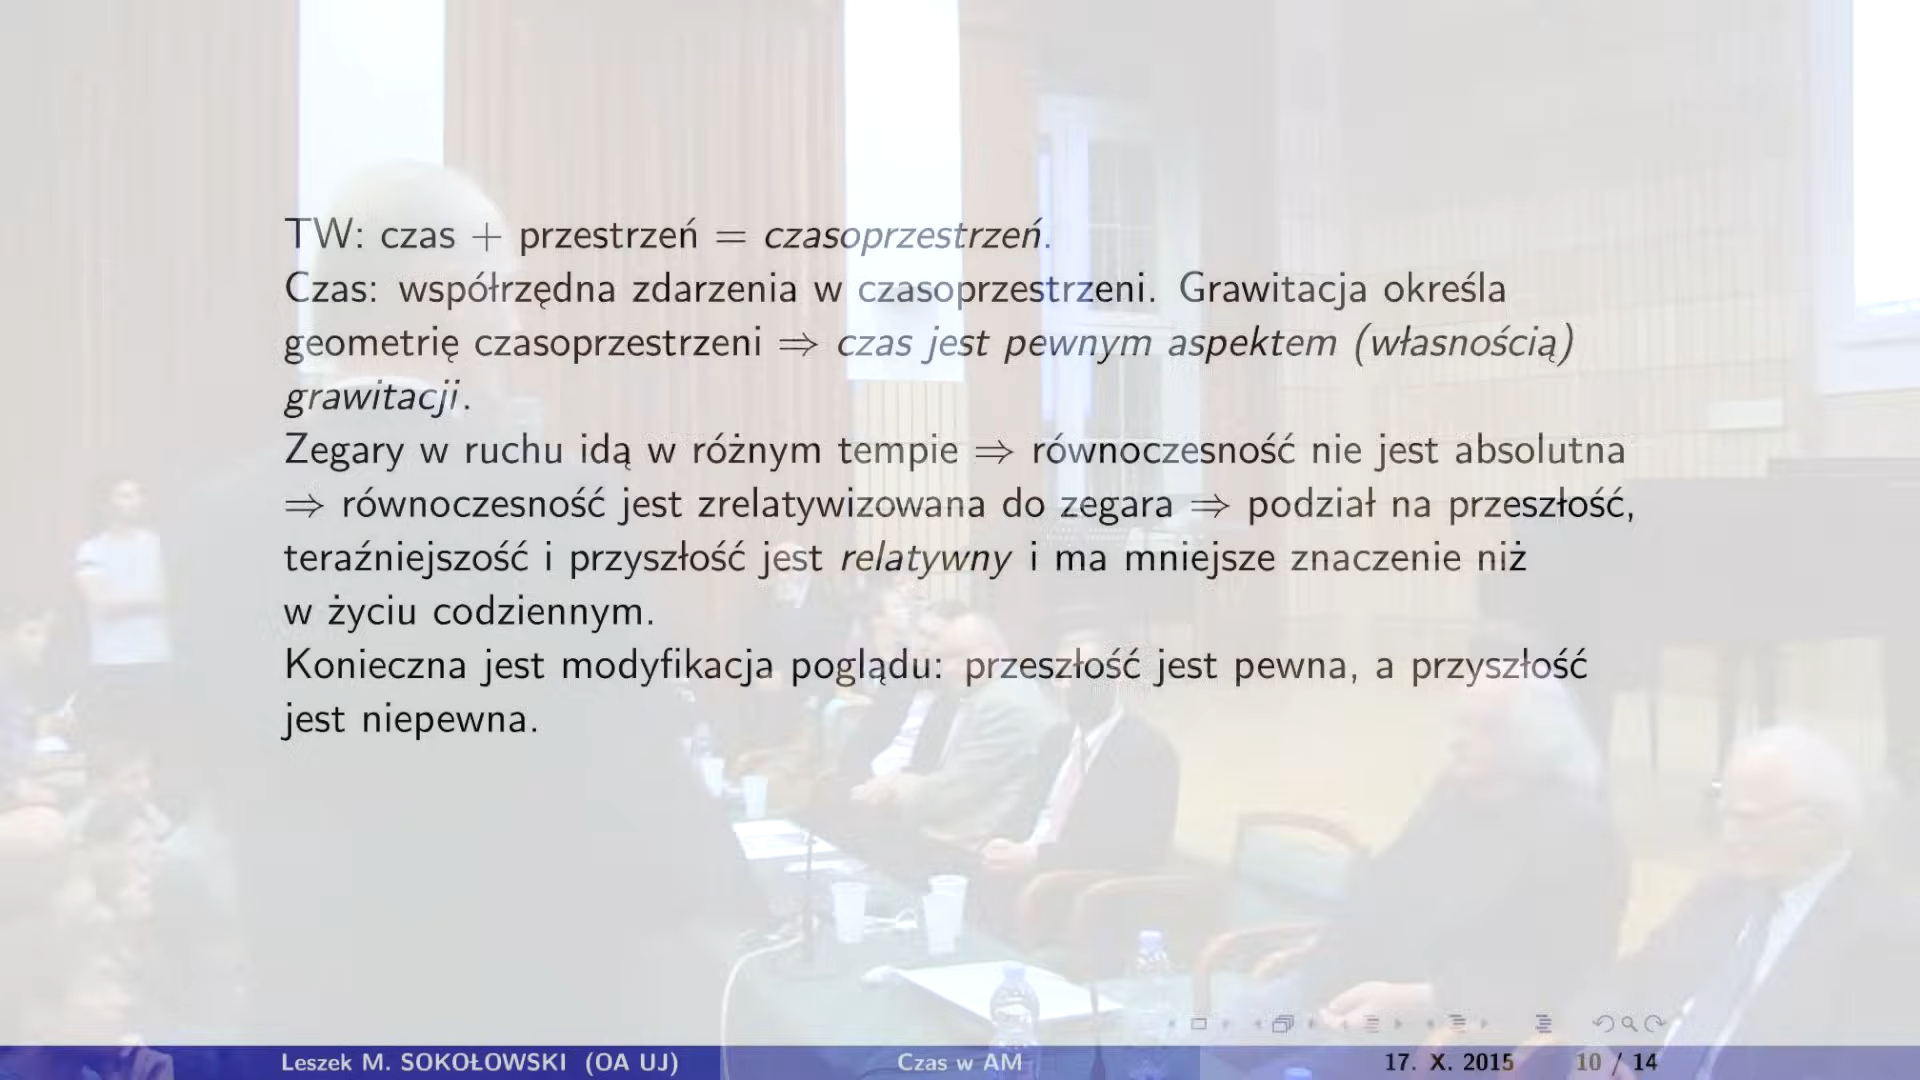 TW: czas + przestrzeń = czasoprzestrzeń.
Czas: współrzędna zdarzenia w czasoprzestrzeni. Grawitacja określa
geometrię czasoprzestrzeni ⇒ czas jest pewnym aspektem (własnością)
grawitacji.
Zegary w ruchu idą w różnym tempie ⇒ równoczesność nie jest absolutna
⇒ równoczesność jest zrelatywizowana do zegara ⇒ podział na przeszłość,
teraźniejszość i przyszłość jest relatywny i ma mniejsze znaczenie niż
w życiu codziennym.
Konieczna jest modyfikacja poglądu: przeszłość jest pewna, a przyszłość
jest niepewna.
Leszek M. SOKOŁOWSKI (OA UJ) Czas w AM 17. X. 2015 10 / 14